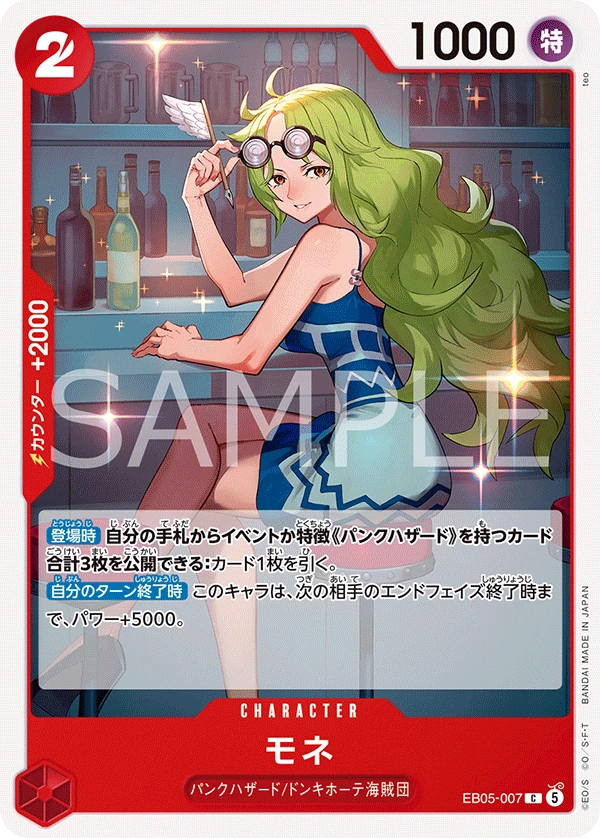 2
1000
特
teo
カウンター +2000
SAMPLE
登場時 自分の手札からイベントか特徴《パンクハザード》を持つカード
合計3枚を公開できる:カード1枚を引く。
自分のターン終了時 このキャラは、次の相手のエンドフェイズ終了時ま
で、パワー+5000。
CHARACTER
モネ
パンクハザード/ドンキホーテ海賊団
EB05-007 C 5
©E.O/S ©O/S·F·T BANDAI MADE IN JAPAN